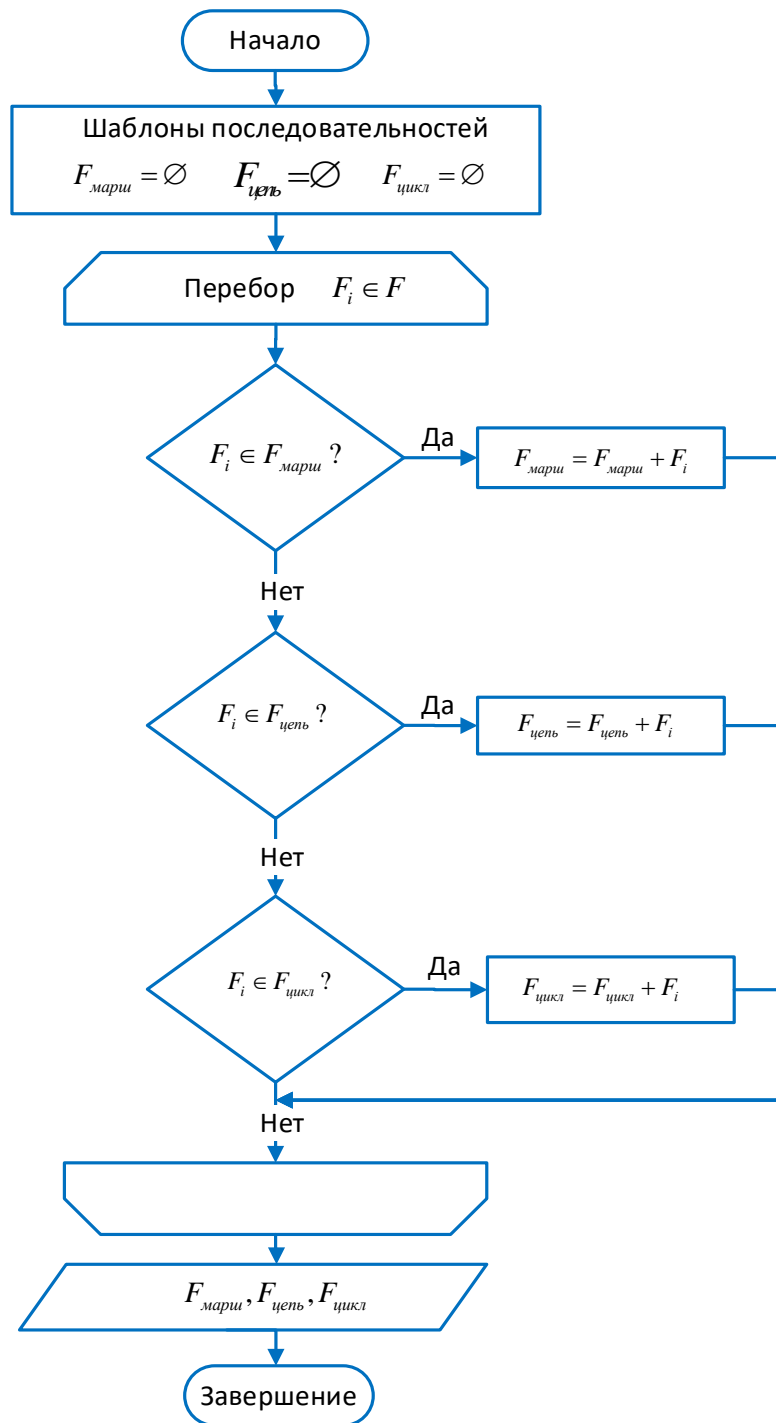 Начало
Шаблоны последовательностей
F_марш = ∅ F_цепь = ∅ F_цикл = ∅
Перебор F_i ∈ F
F_i ∈ F_марш ?
Да
F_марш = F_марш + F_i
Нет
F_i ∈ F_цепь ?
Да
F_цепь = F_цепь + F_i
Нет
F_i ∈ F_цикл ?
Да
F_цикл = F_цикл + F_i
Нет
F_марш , F_цепь , F_цикл
Завершение